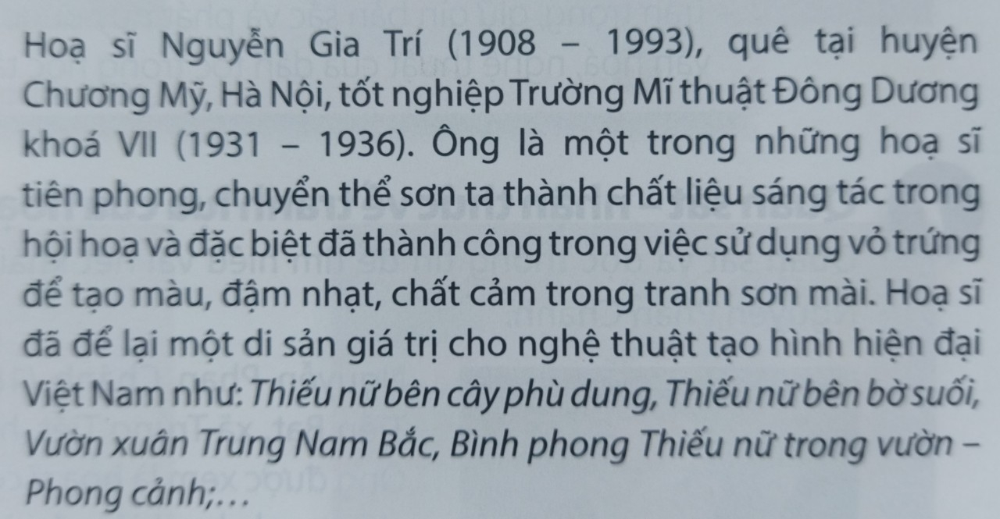 Hoạ sĩ Nguyễn Gia Trí (1908 – 1993), quê tại huyện
Chương Mỹ, Hà Nội, tốt nghiệp Trường Mĩ thuật Đông Dương
khoá VII (1931 – 1936). Ông là một trong những hoạ sĩ
tiên phong, chuyển thể sơn ta thành chất liệu sáng tác trong
hội hoạ và đặc biệt đã thành công trong việc sử dụng vỏ trứng
để tạo màu, đậm nhạt, chất cảm trong tranh sơn mài. Hoạ sĩ
đã để lại một di sản giá trị cho nghệ thuật tạo hình hiện đại
Việt Nam như: Thiếu nữ bên cây phù dung, Thiếu nữ bên bờ suối,
Vườn xuân Trung Nam Bắc, Bình phong Thiếu nữ trong vườn –
Phong cảnh;...